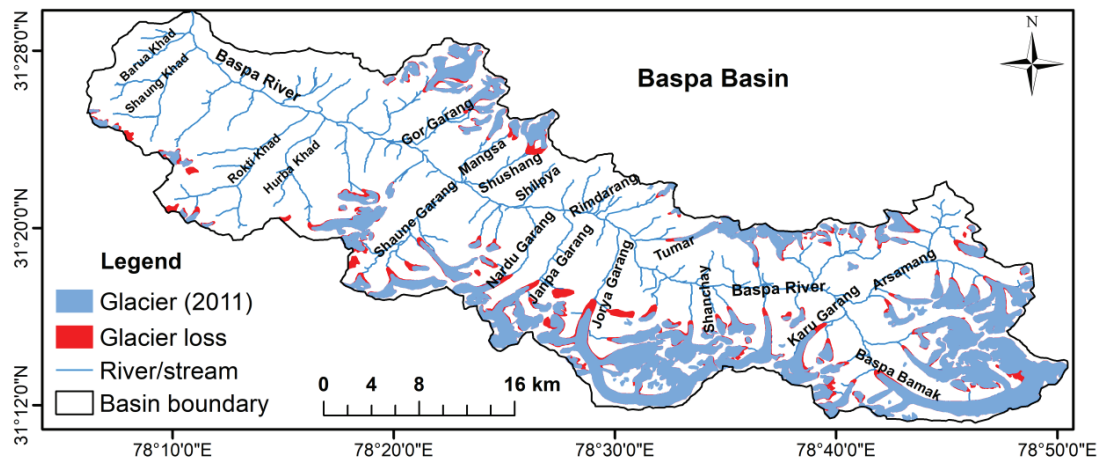 Baspa Basin
N
31°28'0"N
31°20'0"N
31°12'0"N
Barua Khad
Shaung Khad
Baspa River
Gor Garang
Mangsa
Shushang
Shilpya
Rokti Khad
Hurba Khad
Shaune Garang
Rimdarang
Nardu Garang
Janpa Garang
Jorya Garang
Tumar
Shanchay
Baspa River
Arsamang
Karu Garang
Baspa Bamak
Legend
Glacier (2011)
Glacier loss
River/stream
Basin boundary
0 4 8 16 km
78°10'0"E 78°20'0"E 78°30'0"E 78°40'0"E 78°50'0"E